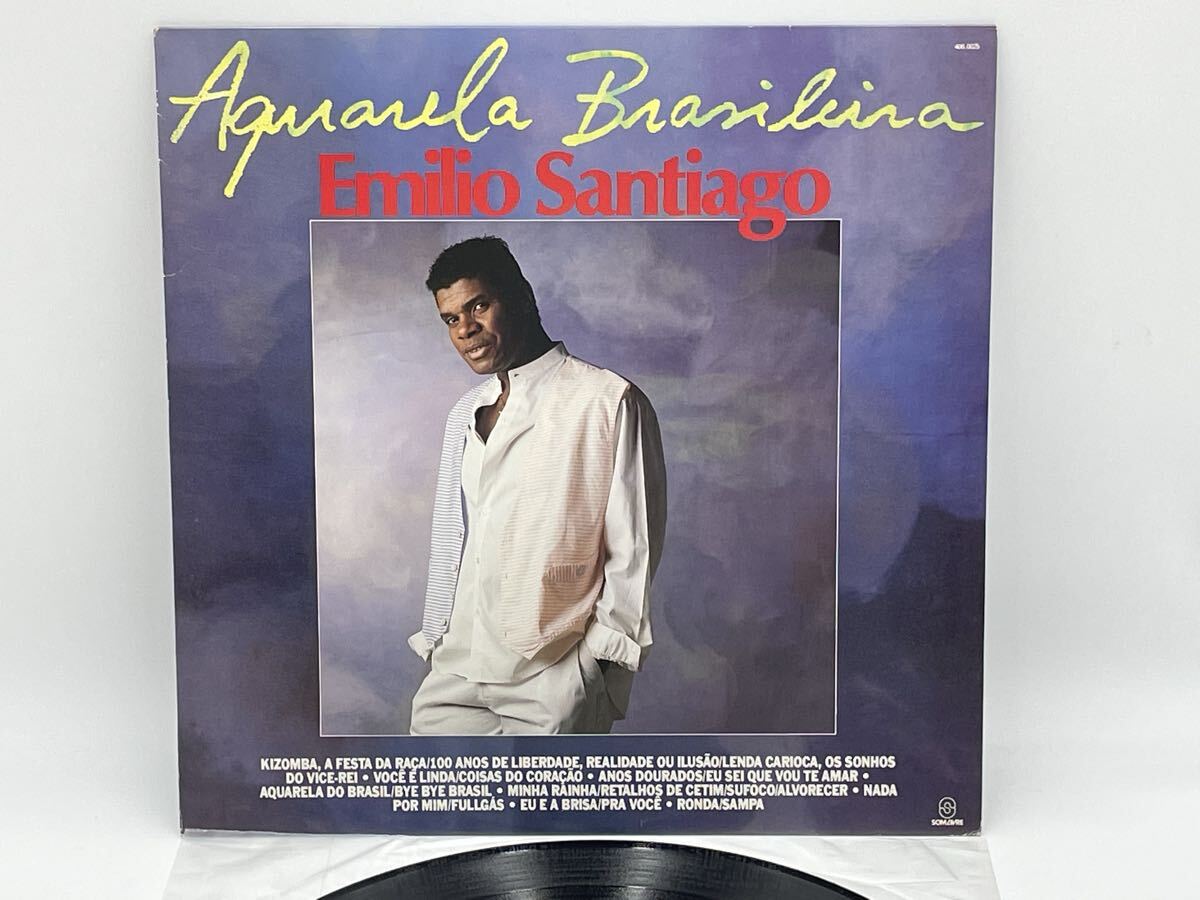 406.0025
Aquarela Brasileira
Emilio Santiago
KIZOMBA, A FESTA DA RAÇA/100 ANOS DE LIBERDADE, REALIDADE OU ILUSÃO/LENDA CARIOCA, OS SONHOS
DO VICE-REI • VOCÊ É LINDA/COISAS DO CORAÇÃO • ANOS DOURADOS/EU SEI QUE VOU TE AMAR •
AQUARELA DO BRASIL/BYE BYE BRASIL • MINHA RAINHA/RETALHOS DE CETIM/SUFOCO/ALVORECER • NADA
POR MIM/FULLGÁS • EU E A BRISA/PRA VOCÊ • RONDA/SAMPA
SOM LIVRE